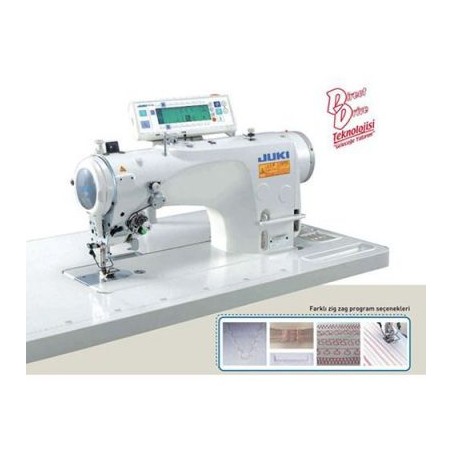 Direct
Drive
Teknolojisi
JUKI
Farklı zig zag program seçenekleri